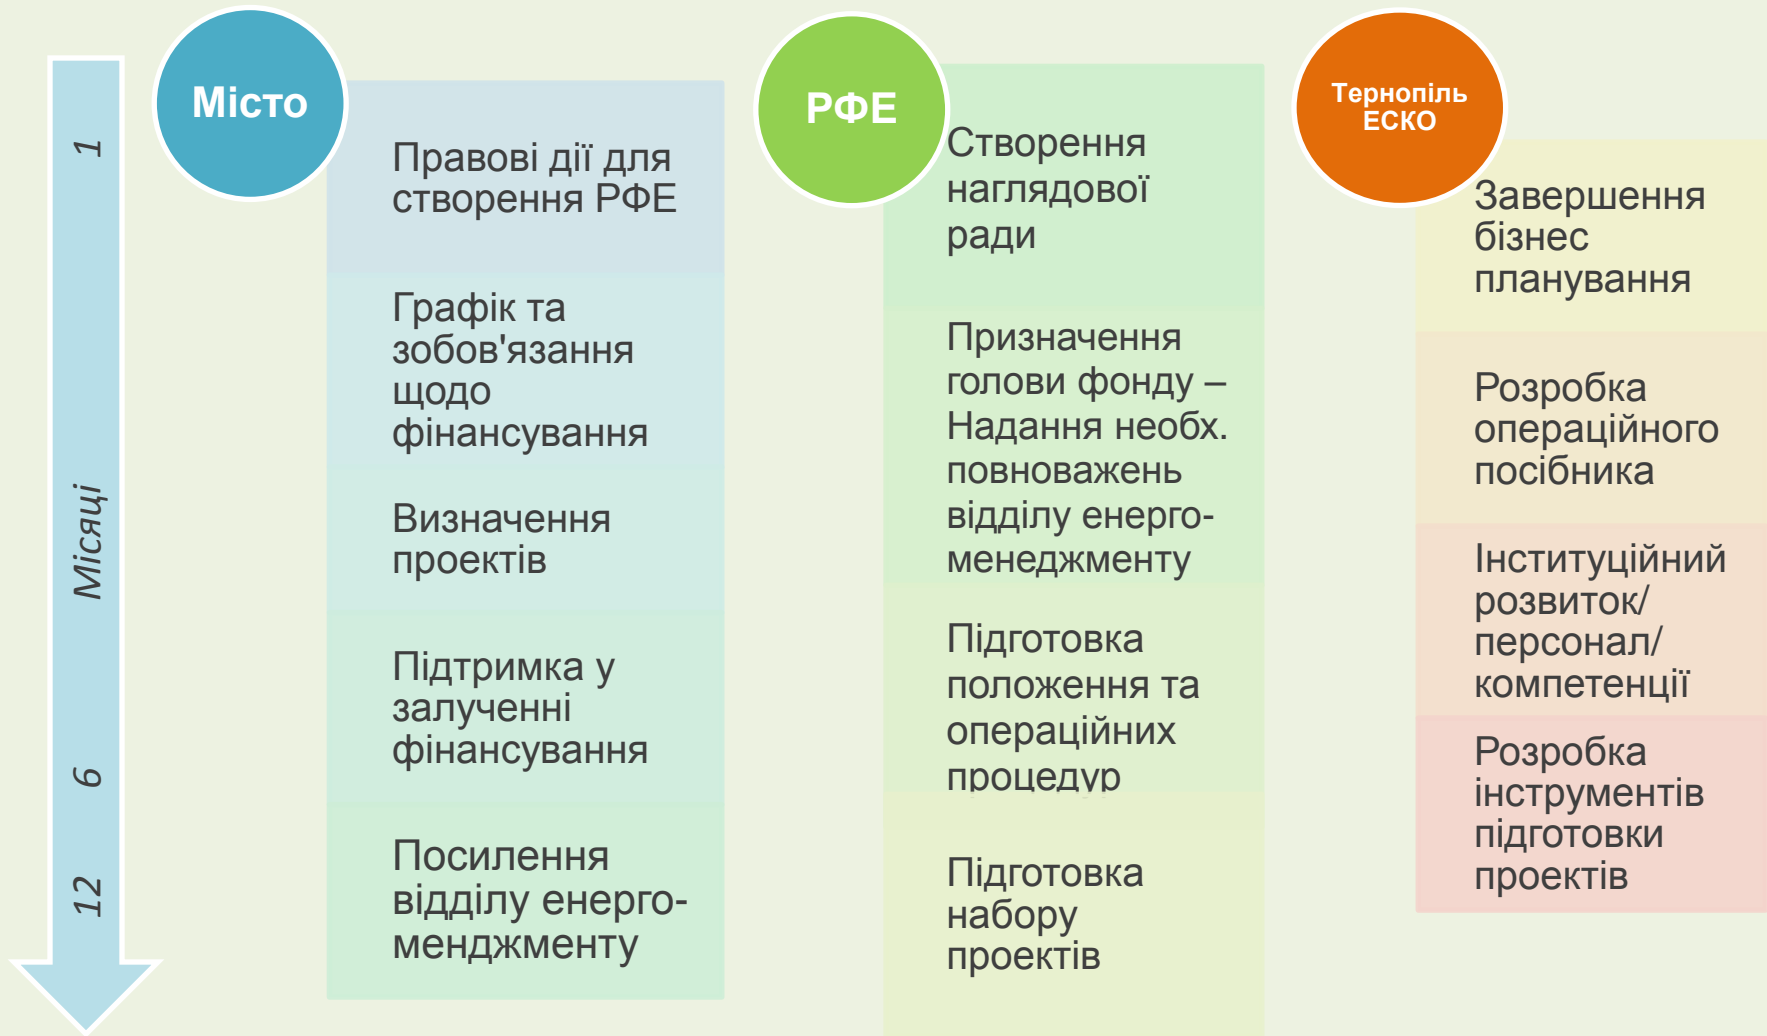 1
Місяці
6
12
Місто
Правові дії для
створення РФЕ
Графік та
зобов'язання
щодо
фінансування
Визначення
проектів
Підтримка у
залученні
фінансування
Посилення
відділу енерго-
менджменту
РФЕ
Створення
наглядової
ради
Призначення
голови фонду –
Надання необх.
повноважень
відділу енерго-
менеджменту
Підготовка
положення та
операційних
процедур
Підготовка
набору
проектів
Тернопіль
ЕСКО
Завершення
бізнес
планування
Розробка
операційного
посібника
Інституційний
розвиток/
персонал/
компетенції
Розробка
інструментів
підготовки
проектів